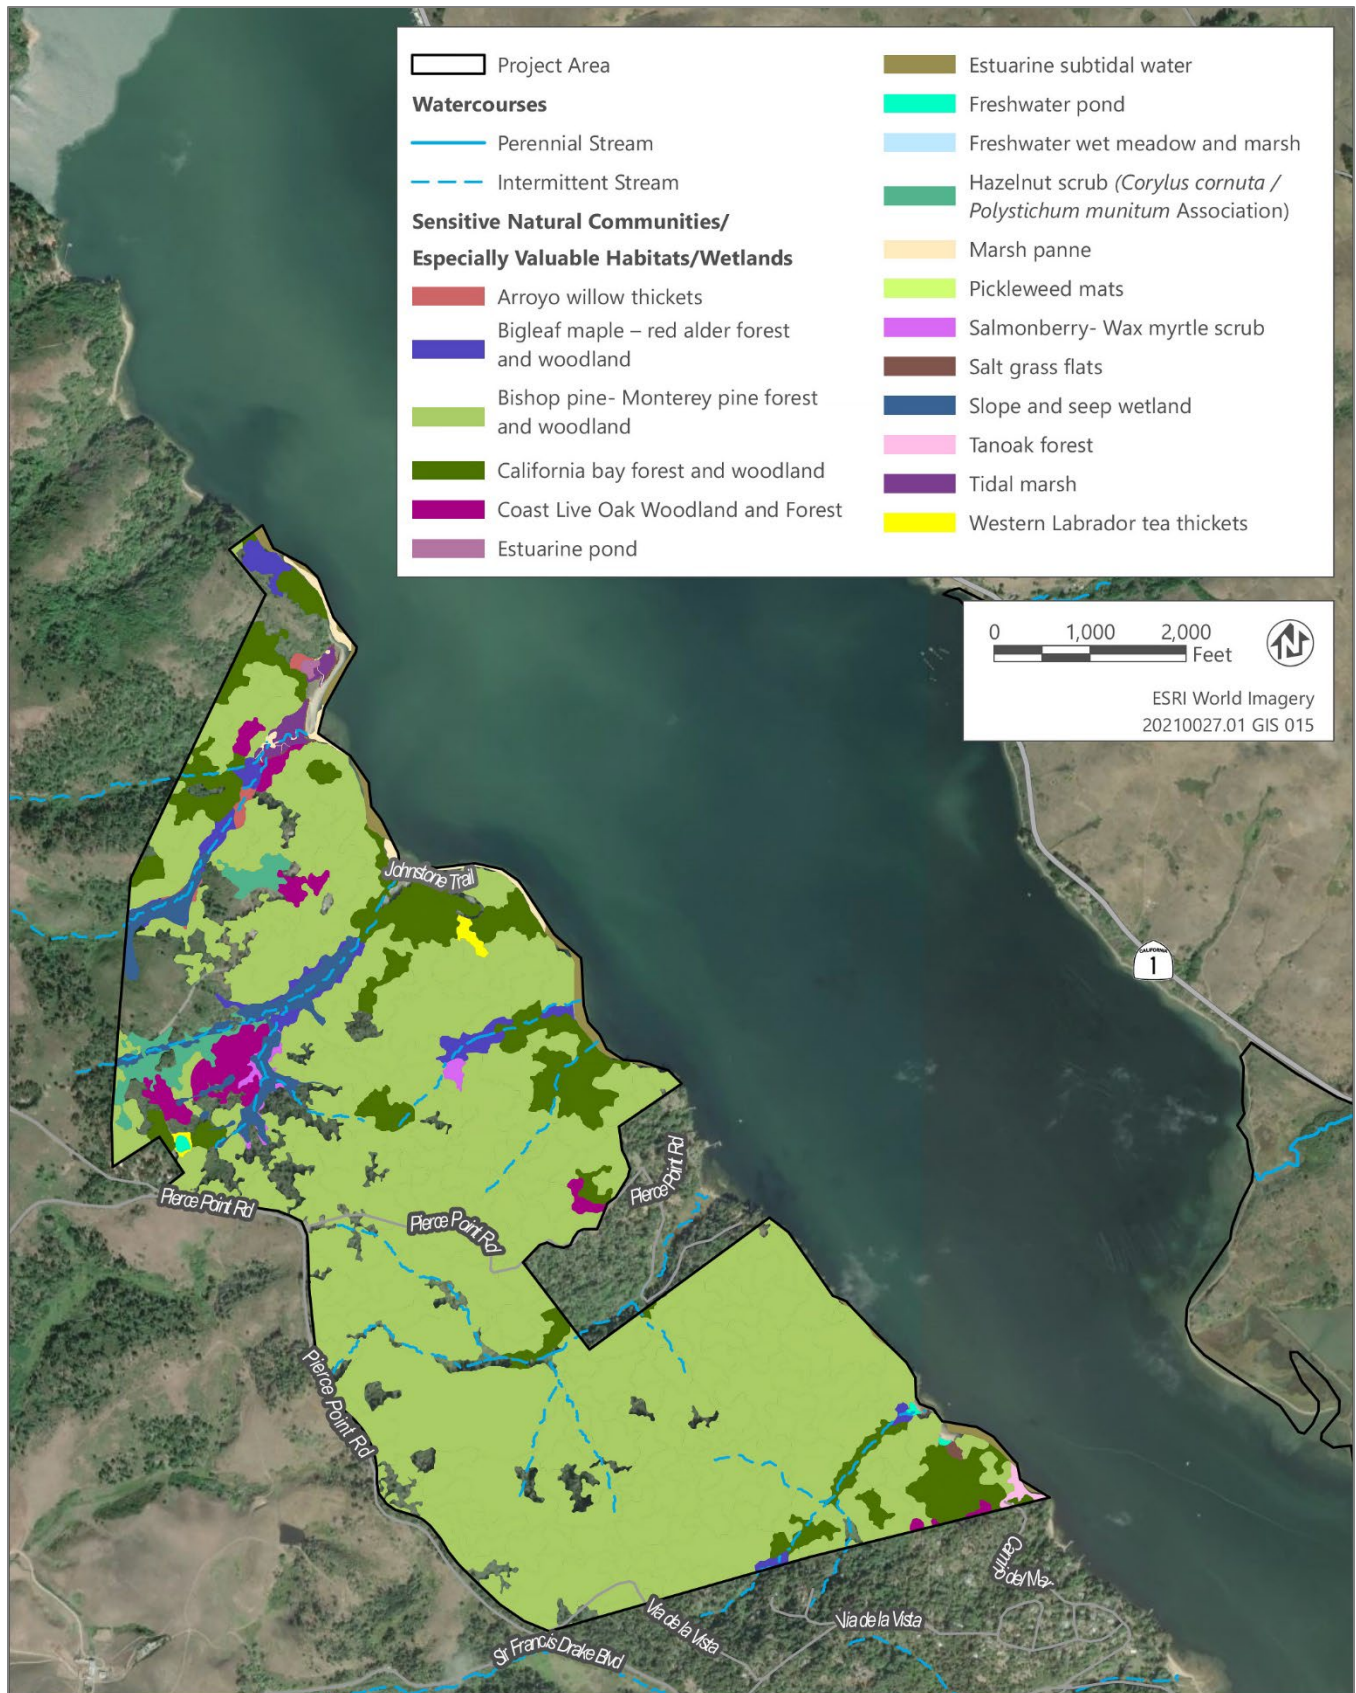 Project Area
Watercourses
Perennial Stream
Intermittent Stream
Sensitive Natural Communities/
Especially Valuable Habitats/Wetlands
Arroyo willow thickets
Bigleaf maple – red alder forest
and woodland
Bishop pine- Monterey pine forest
and woodland
California bay forest and woodland
Coast Live Oak Woodland and Forest
Estuarine pond
Estuarine subtidal water
Freshwater pond
Freshwater wet meadow and marsh
Hazelnut scrub (Corylus cornuta /
Polystichum munitum Association)
Marsh panne
Pickleweed mats
Salmonberry- Wax myrtle scrub
Salt grass flats
Slope and seep wetland
Tanoak forest
Tidal marsh
Western Labrador tea thickets
0 1,000 2,000
Feet
N
ESRI World Imagery
20210027.01 GIS 015
Johnstone Trail
CALIFORNIA
1
Pierce Point Rd
Pierce Point Rd
Pierce Point Rd
Pierce Point Rd
Camino del Mar
Via de la Vista
Via de la Vista
Sir Francis Drake Blvd